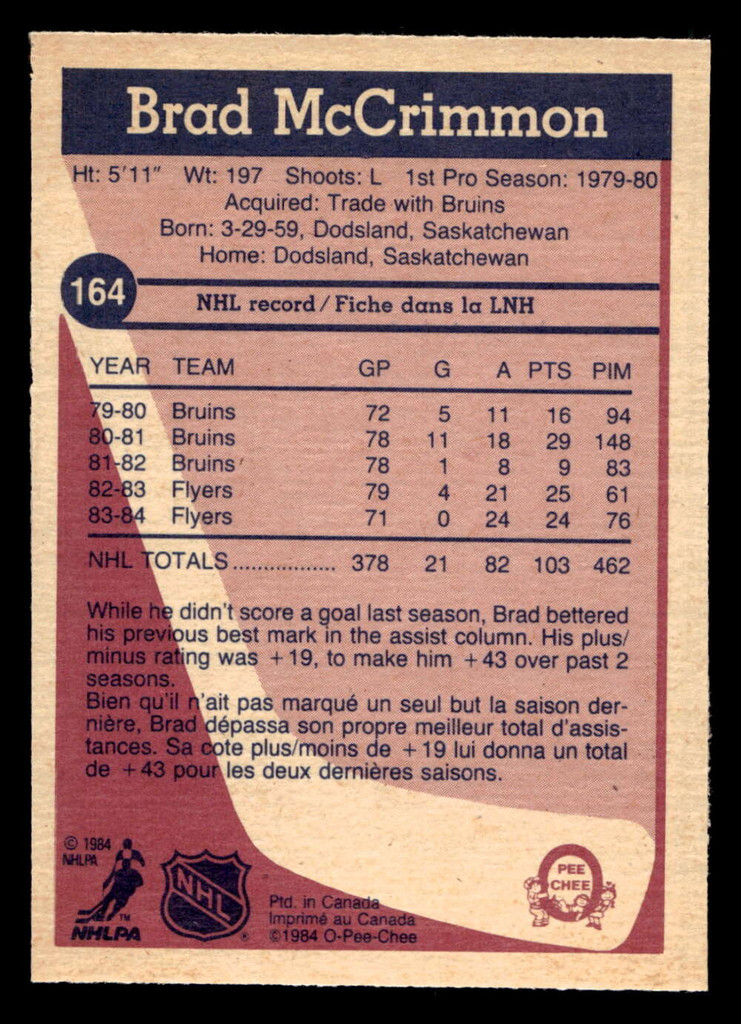 Brad McCrimmon
Ht: 5'11" Wt: 197 Shoots: L 1st Pro Season: 1979-80
Acquired: Trade with Bruins
Born: 3-29-59, Dodsland, Saskatchewan
Home: Dodsland, Saskatchewan
164
NHL record/Fiche dans la LNH
YEAR TEAM GP G A PTS PIM
79-80 Bruins 72 5 11 16 94
80-81 Bruins 78 11 18 29 148
81-82 Bruins 78 1 8 9 83
82-83 Flyers 79 4 21 25 61
83-84 Flyers 71 0 24 24 76
NHL TOTALS................. 378 21 82 103 462
While he didn't score a goal last season, Brad bettered
his previous best mark in the assist column. His plus/
minus rating was +19, to make him +43 over past 2
seasons.
Bien qu'il n'ait pas marqué un seul but la saison der-
nière, Brad dépassa son propre meilleur total d'assis-
tances. Sa cote plus/moins de +19 lui donna un total
de +43 pour les deux dernières saisons.
© 1984
NHLPA
TM
NHLPA
NHL
®
Ptd. in Canada
Imprimé au Canada
©1984 O-Pee-Chee
PEE
CHEE